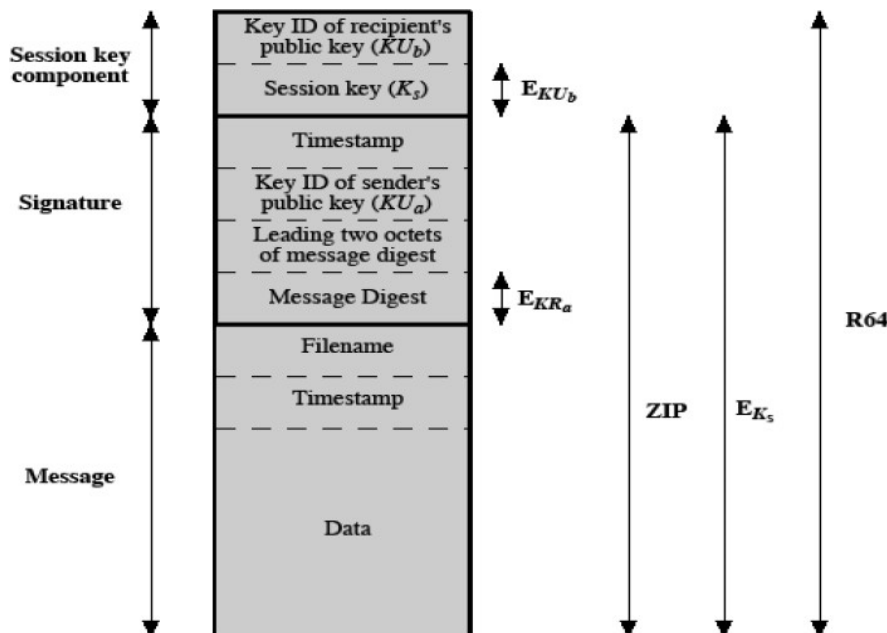 Key ID of recipient's
public key (KUb)
Session key
component
Session key (Ks)
EKUb
Timestamp
Key ID of sender's
public key (KUa)
Signature
Leading two octets
of message digest
Message Digest
EKRa
R64
Filename
Timestamp
ZIP
EKs
Message
Data